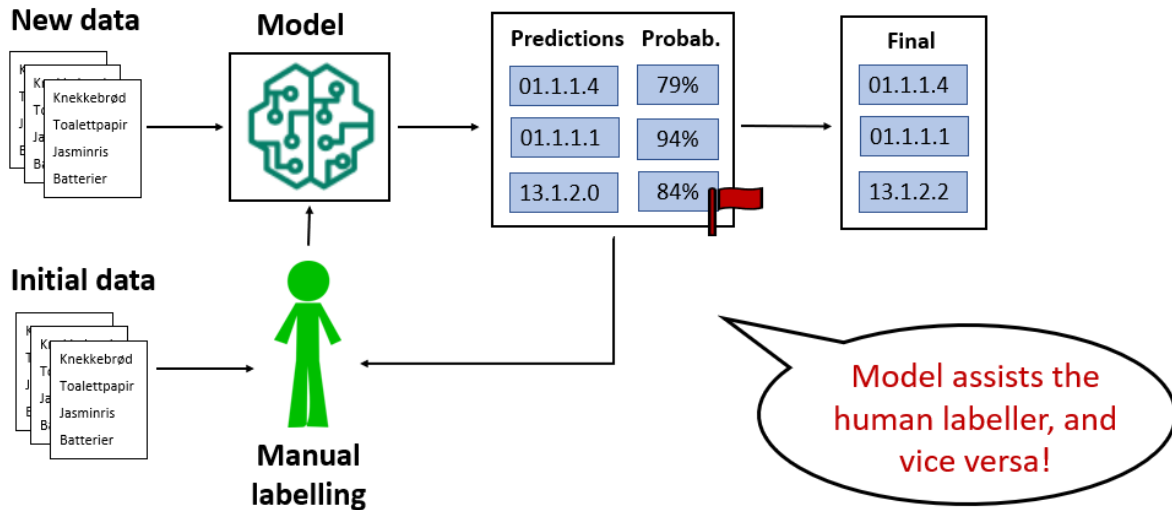 New data
Model
Knekkebrød
Toalettpapir
Jasminris
Batterier
Predictions Probab.
01.1.1.4 79%
01.1.1.1 94%
13.1.2.0 84%
Final
01.1.1.4
01.1.1.1
13.1.2.2
Initial data
Knekkebrød
Toalettpapir
Jasminris
Batterier
Manual
labelling
Model assists the
human labeller, and
vice versa!